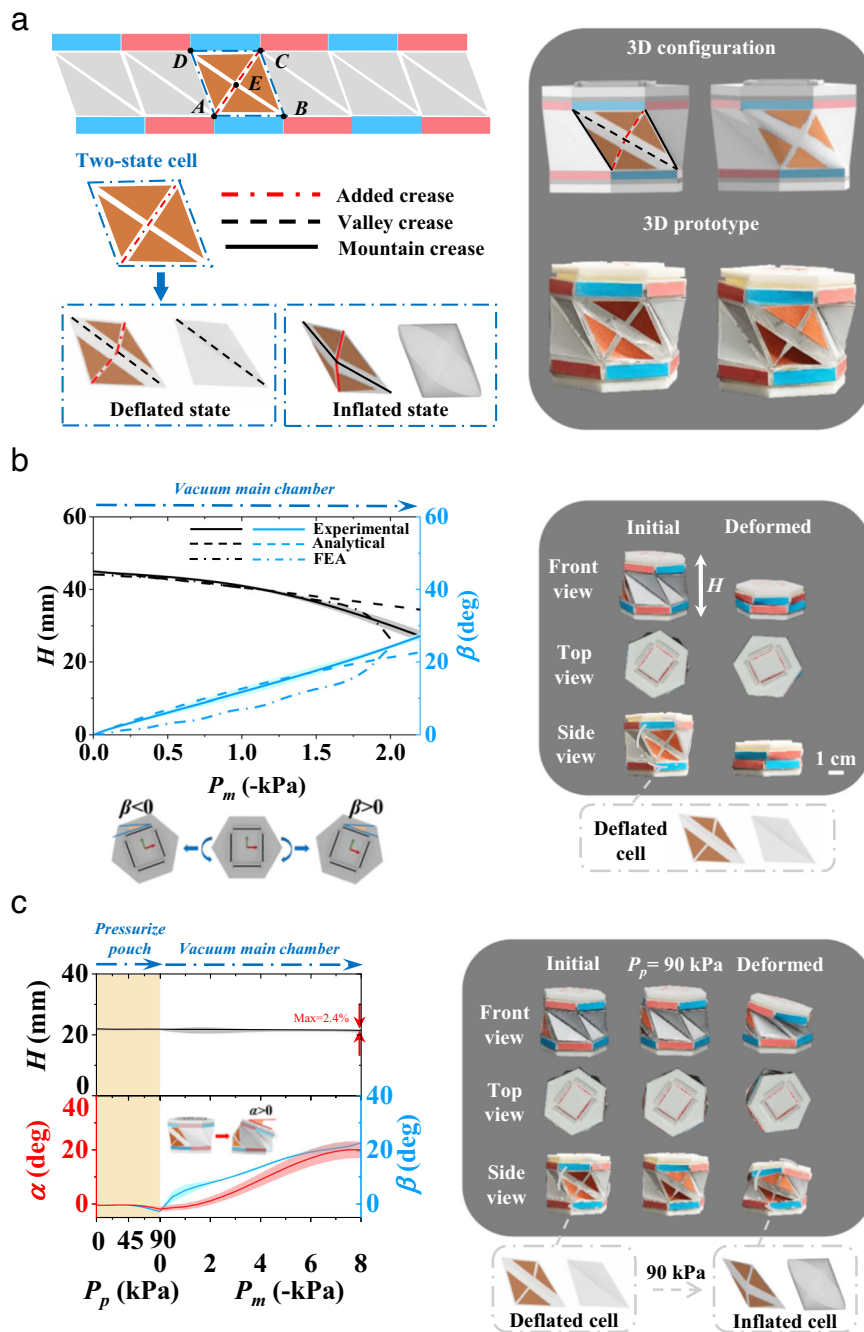 a
D
C
E
A
B
Two-state cell
Added crease
Valley crease
Mountain crease
Deflated state
Inflated state
3D configuration
3D prototype
b
Vacuum main chamber
60
40
20
0
H (mm)
Experimental
Analytical
FEA
60
40
20
0
β (deg)
0.0 0.5 1.0 1.5 2.0
Pm (-kPa)
β<0
β>0
Initial
Deformed
Front view
H
Top view
Side view
1 cm
Deflated cell
c
Pressurize pouch
Vacuum main chamber
40
20
0
H (mm)
Max=2.4%
40
20
0
α (deg)
α>0
40
20
0
β (deg)
0 45 90
0 2 4 6 8
Pp (kPa)
Pm (-kPa)
Initial
Pp= 90 kPa
Deformed
Front view
Top view
Side view
Deflated cell
90 kPa
Inflated cell